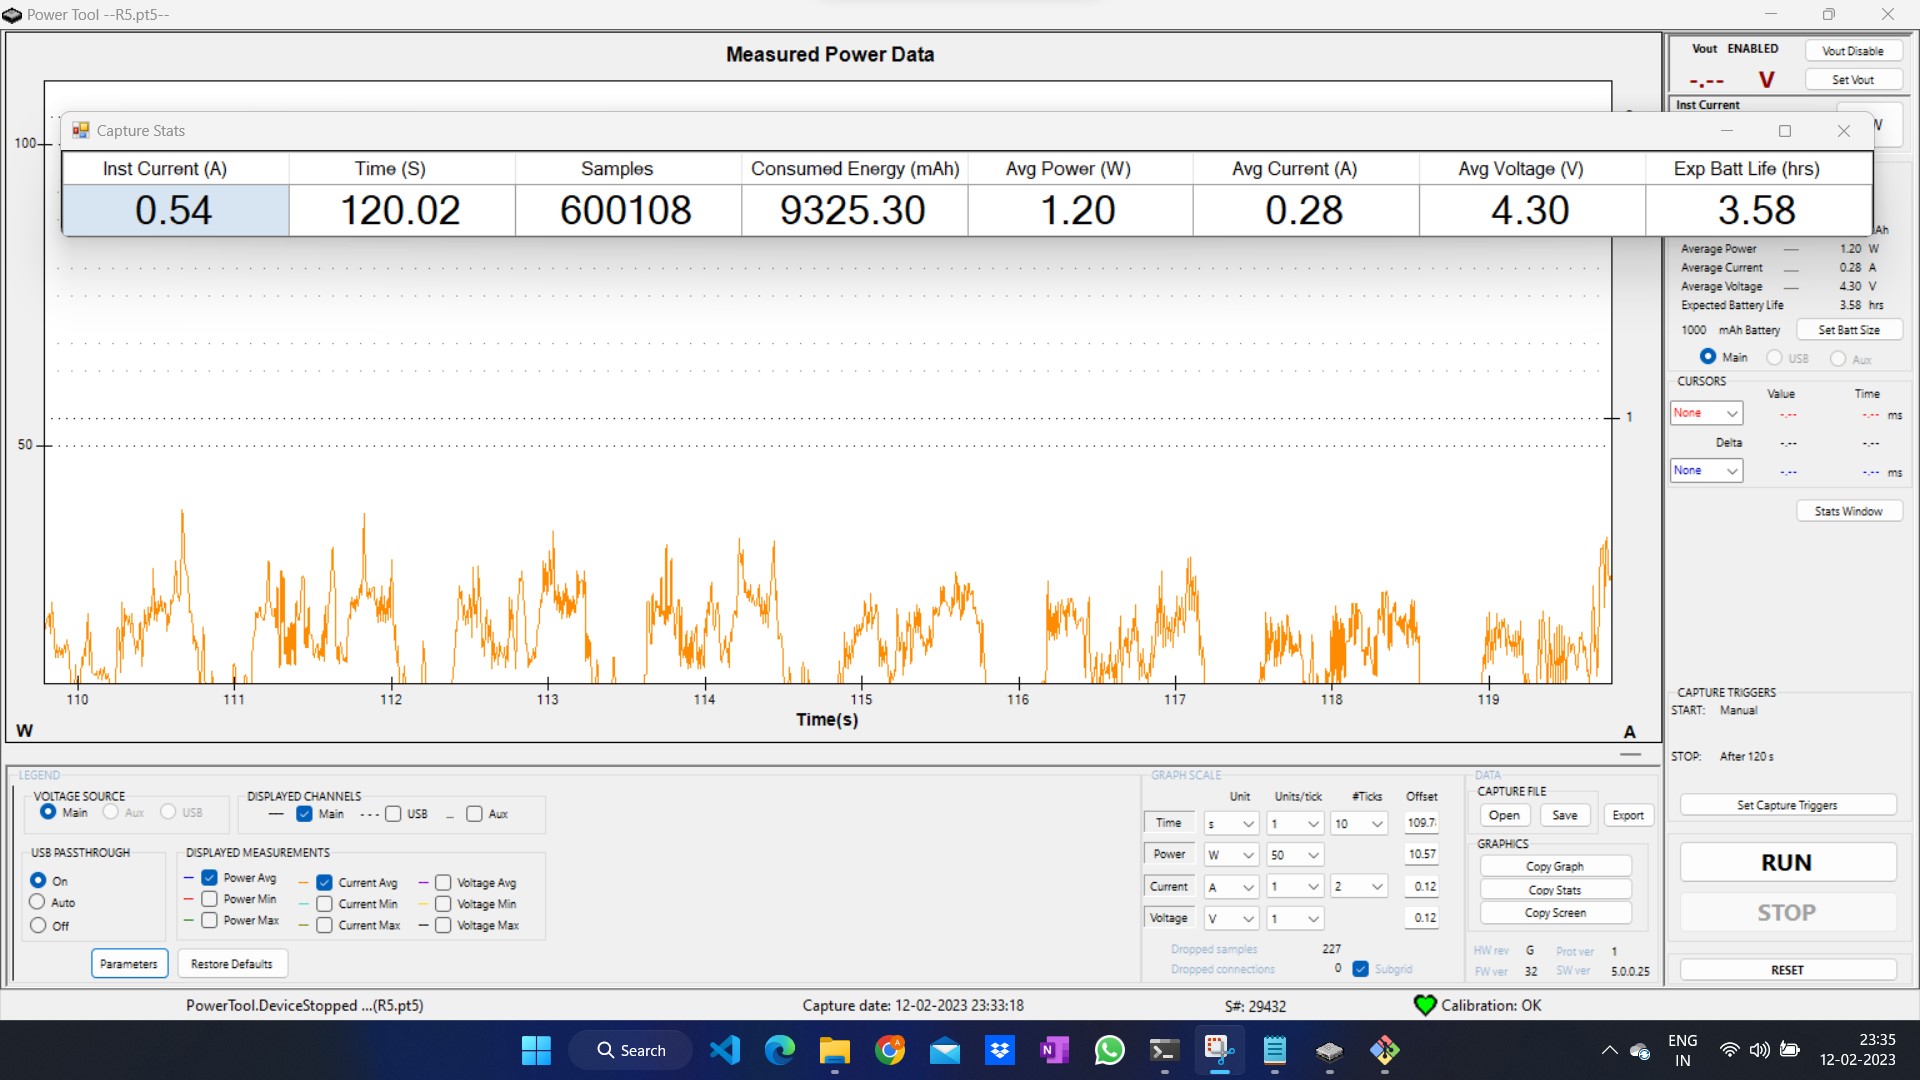 Power Tool --R5.pt5--
Measured Power Data
Vout ENABLED
Vout Disable
-.-- V
Set Vout
Inst Current
W
Capture Stats
Inst Current (A) Time (S) Samples Consumed Energy (mAh) Avg Power (W) Avg Current (A) Avg Voltage (V) Exp Batt Life (hrs)
0.54 120.02 600108 9325.30 1.20 0.28 4.30 3.58
100
50
1
Average Power 1.20 W
Average Current 0.28 A
Average Voltage 4.30 V
Expected Battery Life 3.58 hrs
1000 mAh Battery Set Batt Size
Main USB Aux
CURSORS
Value Time
None -.-- -.-- ms
Delta -.-- -.--
None -.-- -.-- ms
Stats Window
110 111 112 113 114 115 116 117 118 119
Time(s)
W
A
CAPTURE TRIGGERS
START: Manual
STOP: After 120 s
Set Capture Triggers
RUN
STOP
RESET
LEGEND
VOLTAGE SOURCE
Main Aux USB
DISPLAYED CHANNELS
Main USB Aux
USB PASSTHROUGH
On
Auto
Off
DISPLAYED MEASUREMENTS
Power Avg Current Avg Voltage Avg
Power Min Current Min Voltage Min
Power Max Current Max Voltage Max
Parameters Restore Defaults
GRAPH SCALE
Unit Units/tick #Ticks Offset
Time s 1 10 109.7
Power W 50 10.57
Current A 1 2 0.12
Voltage V 1 0.12
Dropped samples 227
Dropped connections 0 Subgrid
DATA
CAPTURE FILE
Open Save Export
GRAPHICS
Copy Graph
Copy Stats
Copy Screen
HW rev G Prot ver 1
FW ver 32 SW ver 5.0.0.25
PowerTool.DeviceStopped ...(R5.pt5) Capture date: 12-02-2023 23:33:18 S#: 29432 Calibration: OK
Search
ENG
IN
23:35
12-02-2023